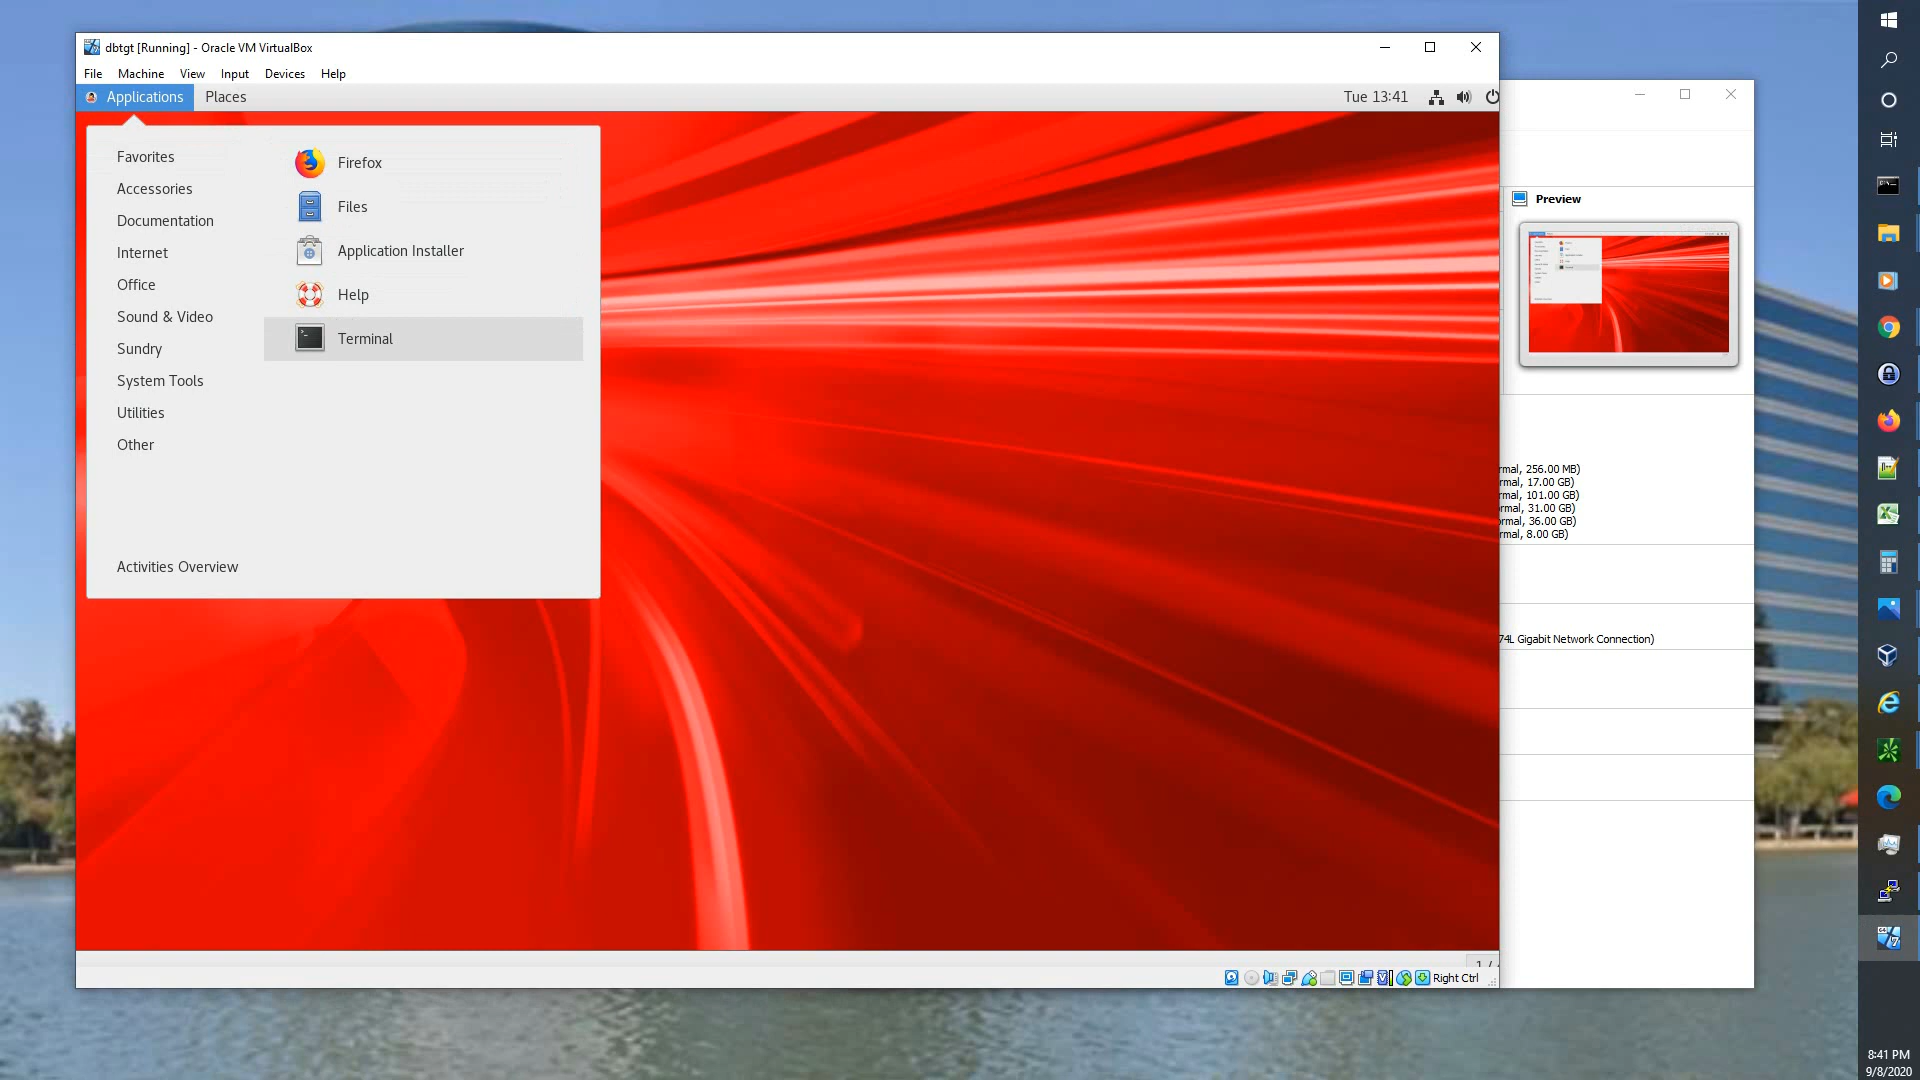 dbtgt [Running] - Oracle VM VirtualBox
File Machine View Input Devices Help
Applications Places Tue 13:41
Favorites
Accessories
Documentation
Internet
Office
Sound & Video
Sundry
System Tools
Utilities
Other
Activities Overview
Firefox
Files
Application Installer
Help
Terminal
Preview
rmal, 256.00 MB)
rmal, 17.00 GB)
rmal, 101.00 GB)
ormal, 31.00 GB)
ormal, 36.00 GB)
rmal, 8.00 GB)
74L Gigabit Network Connection)
1 /
Right Ctrl
8:41 PM
9/8/2020